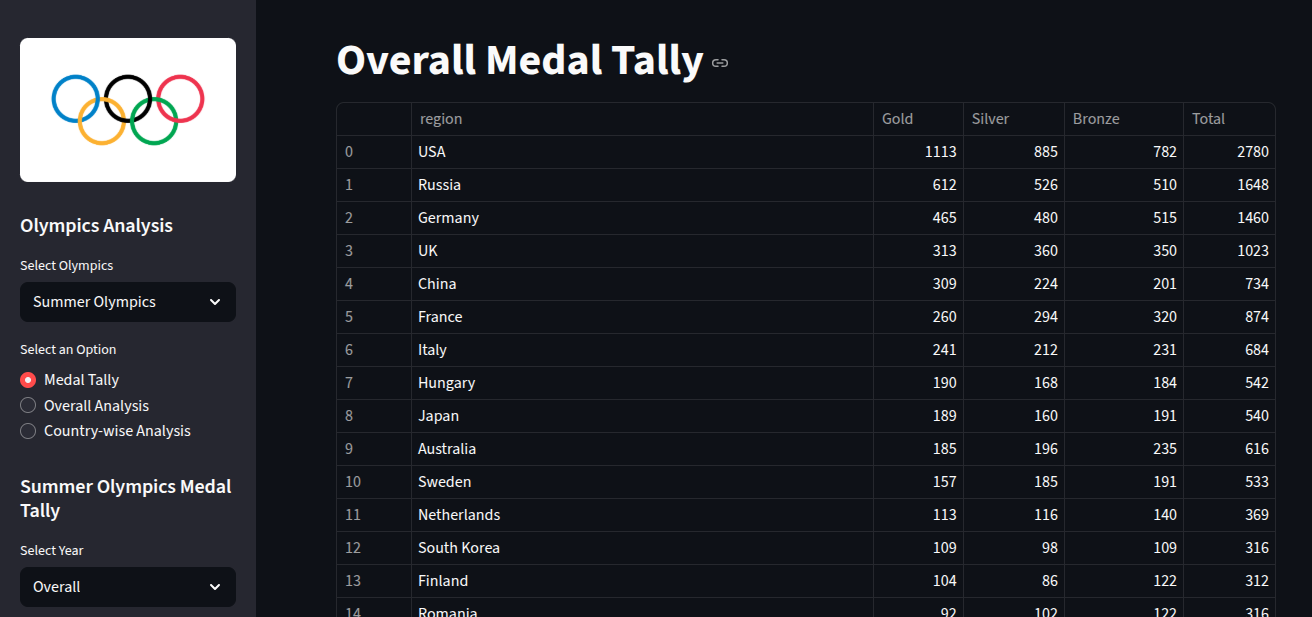 Olympics Analysis
Select Olympics
Summer Olympics
Select an Option
Medal Tally
Overall Analysis
Country-wise Analysis
Summer Olympics Medal
Tally
Select Year
Overall
Overall Medal Tally
region Gold Silver Bronze Total
0 USA 1113 885 782 2780
1 Russia 612 526 510 1648
2 Germany 465 480 515 1460
3 UK 313 360 350 1023
4 China 309 224 201 734
5 France 260 294 320 874
6 Italy 241 212 231 684
7 Hungary 190 168 184 542
8 Japan 189 160 191 540
9 Australia 185 196 235 616
10 Sweden 157 185 191 533
11 Netherlands 113 116 140 369
12 South Korea 109 98 109 316
13 Finland 104 86 122 312
14 Romania 92 102 122 316